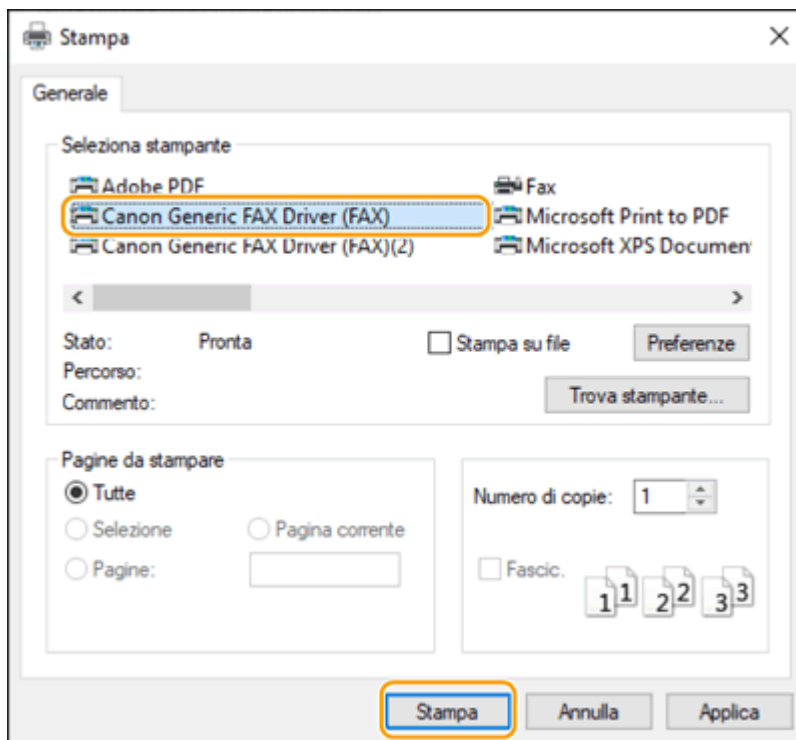 Stampa
Generale
Seleziona stampante
Adobe PDF
Fax
Canon Generic FAX Driver (FAX)
Microsoft Print to PDF
Canon Generic FAX Driver (FAX)(2)
Microsoft XPS Documen
Stato: Pronta
Stampa su file
Preferenze
Percorso:
Commento:
Trova stampante...
Pagine da stampare
Tutte
Selezione
Pagina corrente
Pagine:
Numero di copie: 1
Fascic.
1 1 2 2 3 3
Stampa
Annulla
Applica